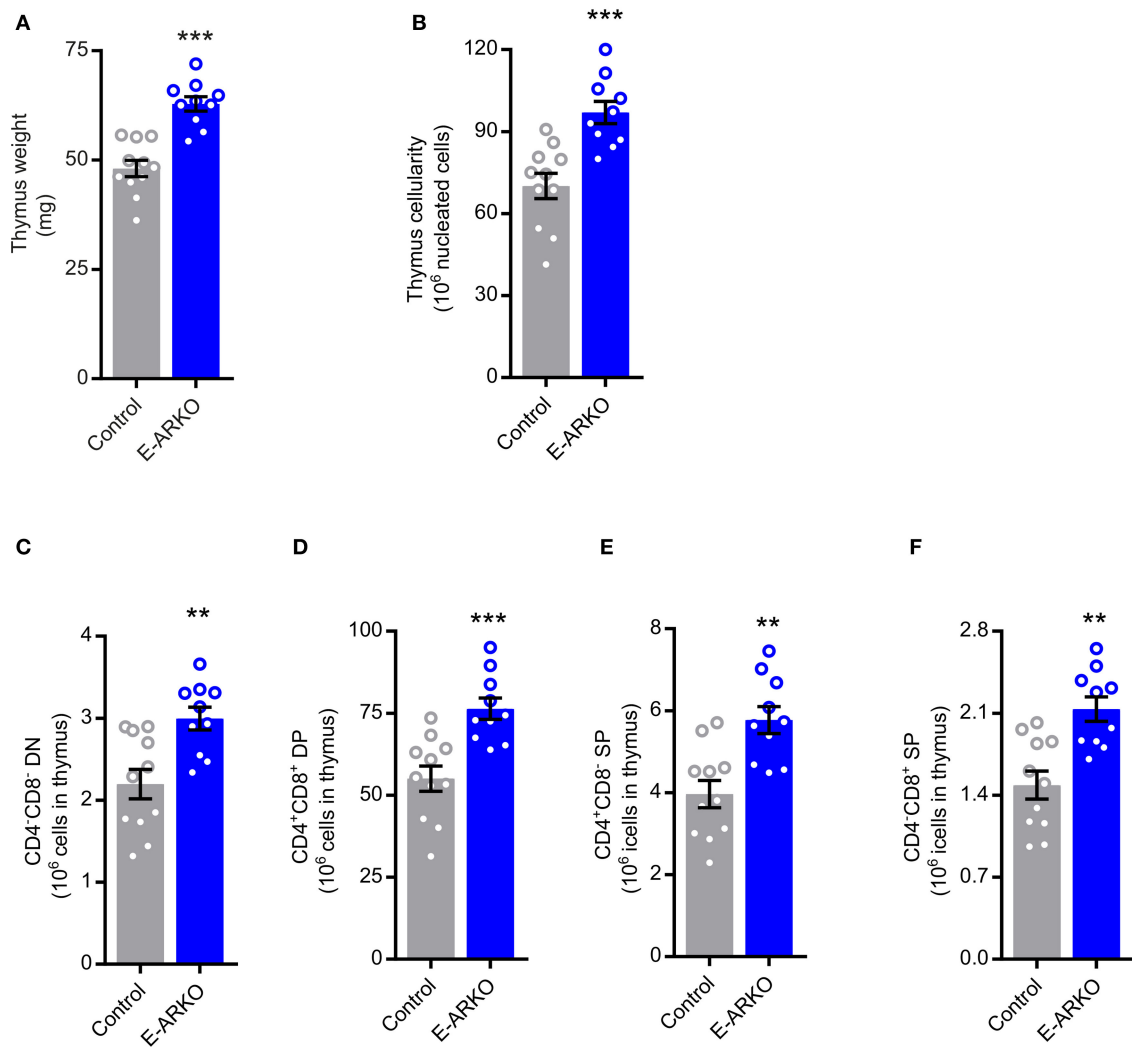 A
***
75
50
25
0
Thymus weight
(mg)
Control
E-ARKO
B
***
120
90
60
30
0
Thymus cellularity
(10⁶ nucleated cells)
Control
E-ARKO
C
**
4
3
2
1
0
CD4⁻CD8⁻ DN
(10⁶ cells in thymus)
Control
E-ARKO
D
***
100
75
50
25
0
CD4⁺CD8⁺ DP
(10⁶ cells in thymus)
Control
E-ARKO
E
**
8
6
4
2
0
CD4⁺CD8⁻ SP
(10⁶ icells in thymus)
Control
E-ARKO
F
**
2.8
2.1
1.4
0.7
0.0
CD4⁻CD8⁺ SP
(10⁶ icells in thymus)
Control
E-ARKO